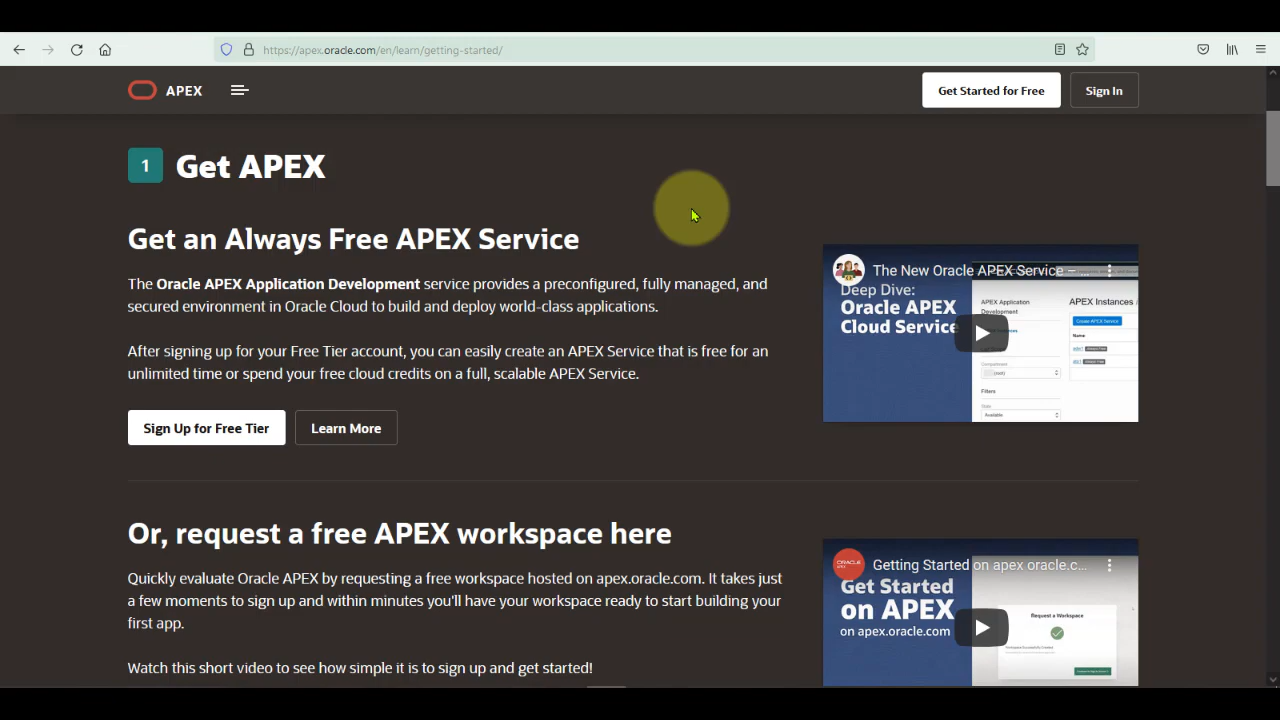 https://apex.oracle.com/en/learn/getting-started/
APEX
Get Started for Free
Sign In
1
Get APEX
Get an Always Free APEX Service
The Oracle APEX Application Development service provides a preconfigured, fully managed, and
secured environment in Oracle Cloud to build and deploy world-class applications.
After signing up for your Free Tier account, you can easily create an APEX Service that is free for an
unlimited time or spend your free cloud credits on a full, scalable APEX Service.
Sign Up for Free Tier
Learn More
The New Oracle APEX Service –
Deep Dive:
Oracle APEX
Cloud Service
APEX Application
Development
APEX Instances
Create APEX Service
Name
Filters
State
Available
Or, request a free APEX workspace here
Quickly evaluate Oracle APEX by requesting a free workspace hosted on apex.oracle.com. It takes just
a few moments to sign up and within minutes you'll have your workspace ready to start building your
first app.
Watch this short video to see how simple it is to sign up and get started!
Getting Started on apex oracle.c...
Get Started
on APEX
on apex.oracle.com
Request a Workspace